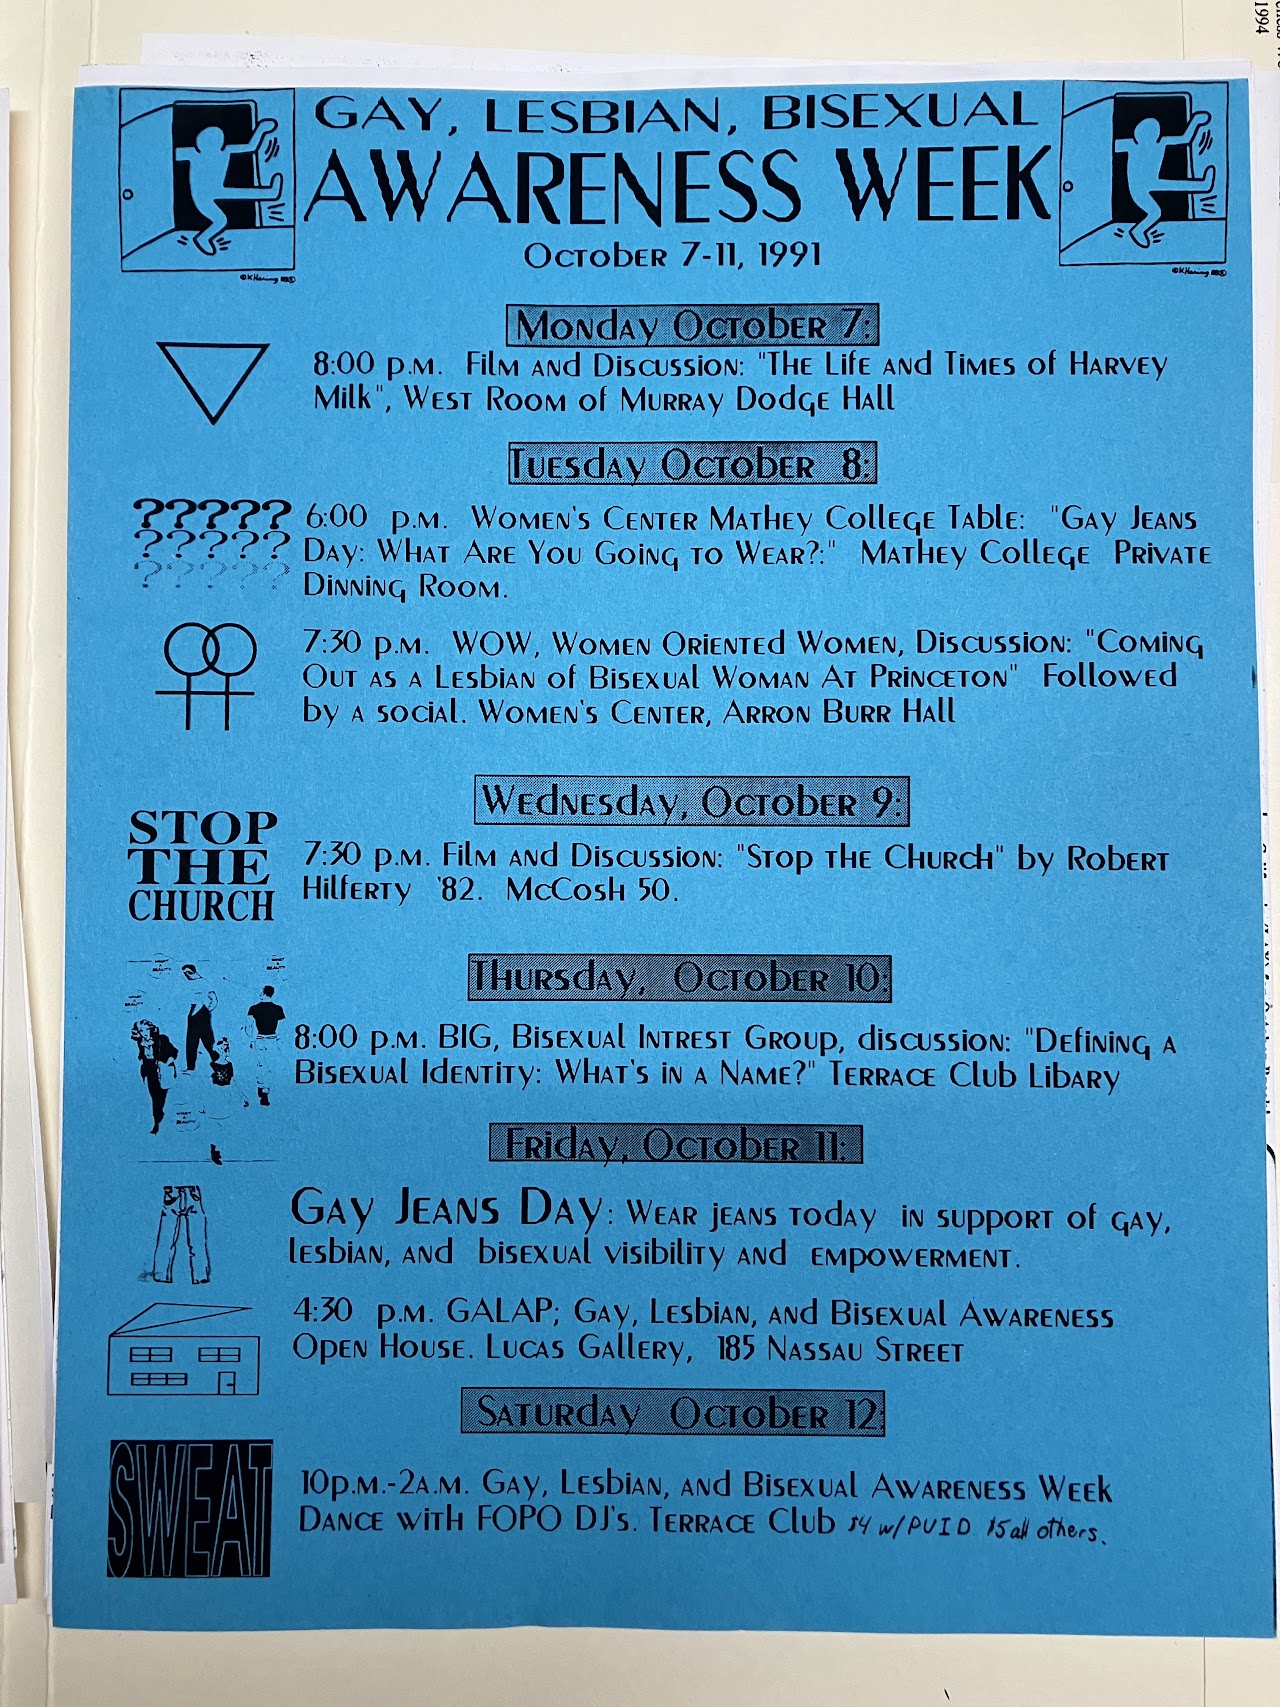 GAY, LESBIAN, BISEXUAL
AWARENESS WEEK
October 7-11, 1991
© K Haring
© K Haring
Monday October 7:
8:00 p.m. Film and Discussion: "The Life and Times of Harvey
Milk", West Room of Murray Dodge Hall
Tuesday October 8:
?????
?????
?????
6:00 p.m. Women's Center Mathey College Table: "Gay Jeans
Day: What Are You Going to Wear?:" Mathey College Private
Dinning Room.
7:30 p.m. WOW, Women Oriented Women, Discussion: "Coming
Out as a Lesbian of Bisexual Woman At Princeton" Followed
by a social. Women's Center, Arron Burr Hall
Wednesday, October 9:
STOP
THE
CHURCH
7:30 p.m. Film and Discussion: "Stop the Church" by Robert
Hilferty '82. McCosh 50.
Thursday, October 10:
WHAT A BEAUTY
WHAT A BEAUTY
WHAT A BEAUTY
WHAT A BEAUTY
8:00 p.m. BIG, Bisexual Intrest Group, discussion: "Defining a
Bisexual Identity: What's in a Name?" Terrace Club Libary
Friday, October 11:
Gay Jeans Day: Wear jeans today in support of gay,
lesbian, and bisexual visibility and empowerment.
4:30 p.m. GALAP; Gay, Lesbian, and Bisexual Awareness
Open House. Lucas Gallery, 185 Nassau Street
Saturday October 12:
SWEAT
10p.m.-2a.m. Gay, Lesbian, and Bisexual Awareness Week
Dance with FOPO DJ's. Terrace Club $4 w/PUID $5 all others.
1994